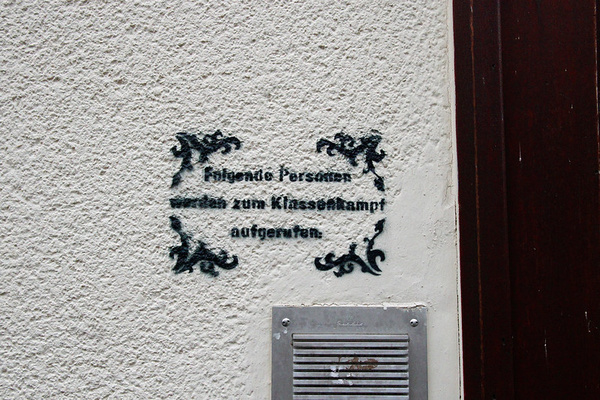 Folgende Personen
werden zum Klassenkampf
aufgerufen: